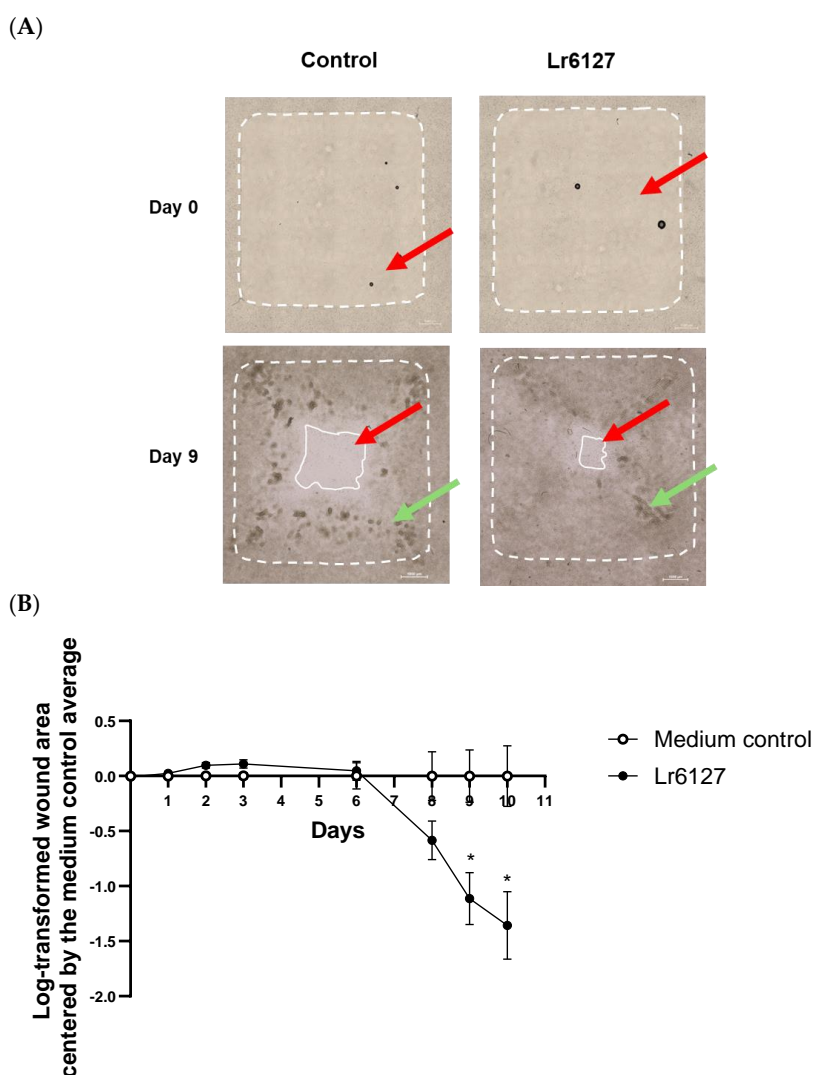 (A)
Control
Lr6127
Day 0
Day 9
(B)
Log-transformed wound area
centered by the medium control average
0.5
0.0
-0.5
-1.0
-1.5
-2.0
1 2 3 4 5 6 7 8 9 10 11
Days
* *
Medium control
Lr6127